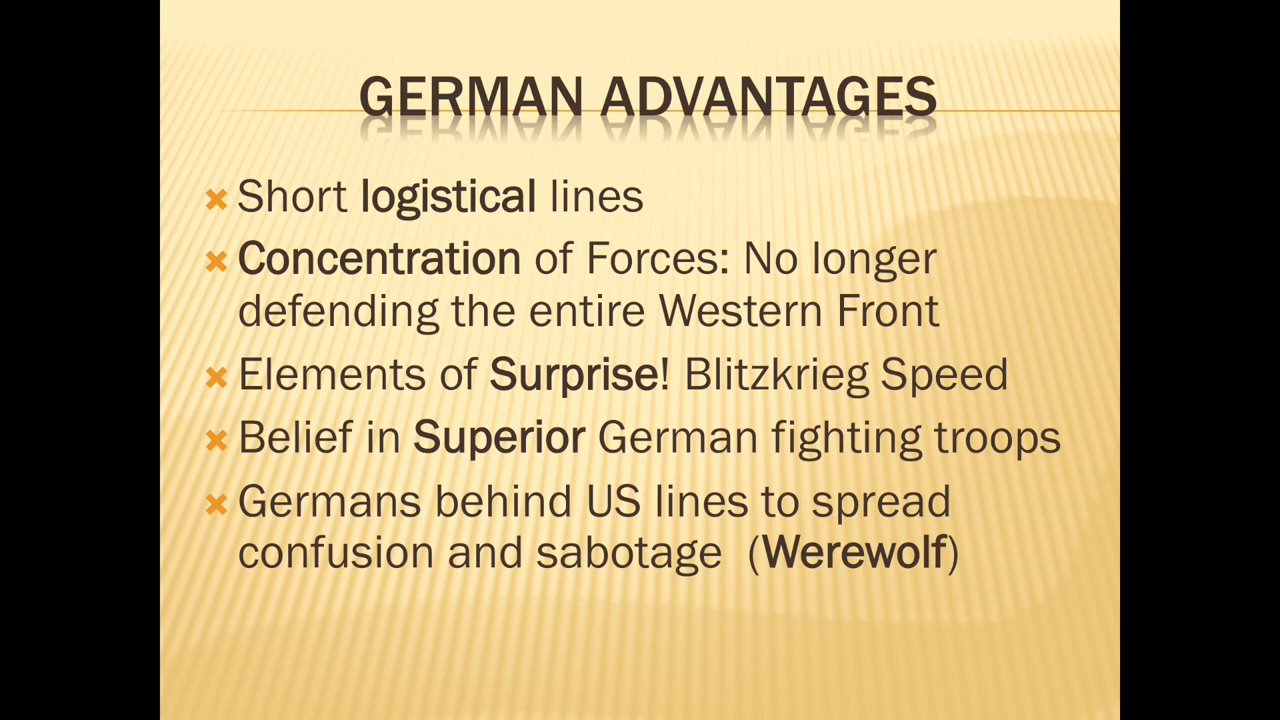 GERMAN ADVANTAGES
Short logistical lines
Concentration of Forces: No longer
defending the entire Western Front
Elements of Surprise! Blitzkrieg Speed
Belief in Superior German fighting troops
Germans behind US lines to spread
confusion and sabotage  (Werewolf)